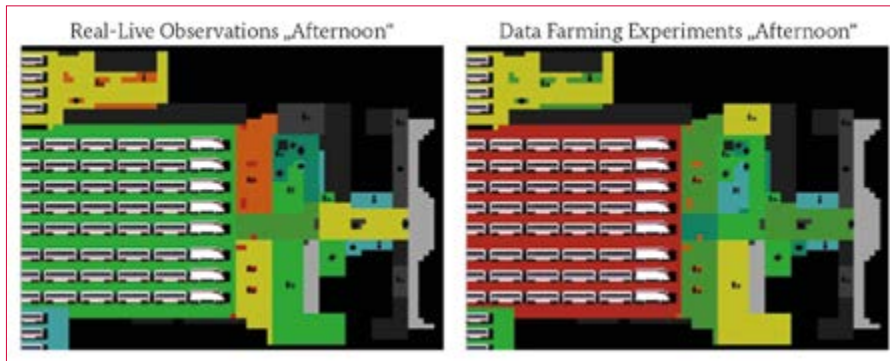 Real-Live Observations „Afternoon“
Data Farming Experiments „Afternoon“